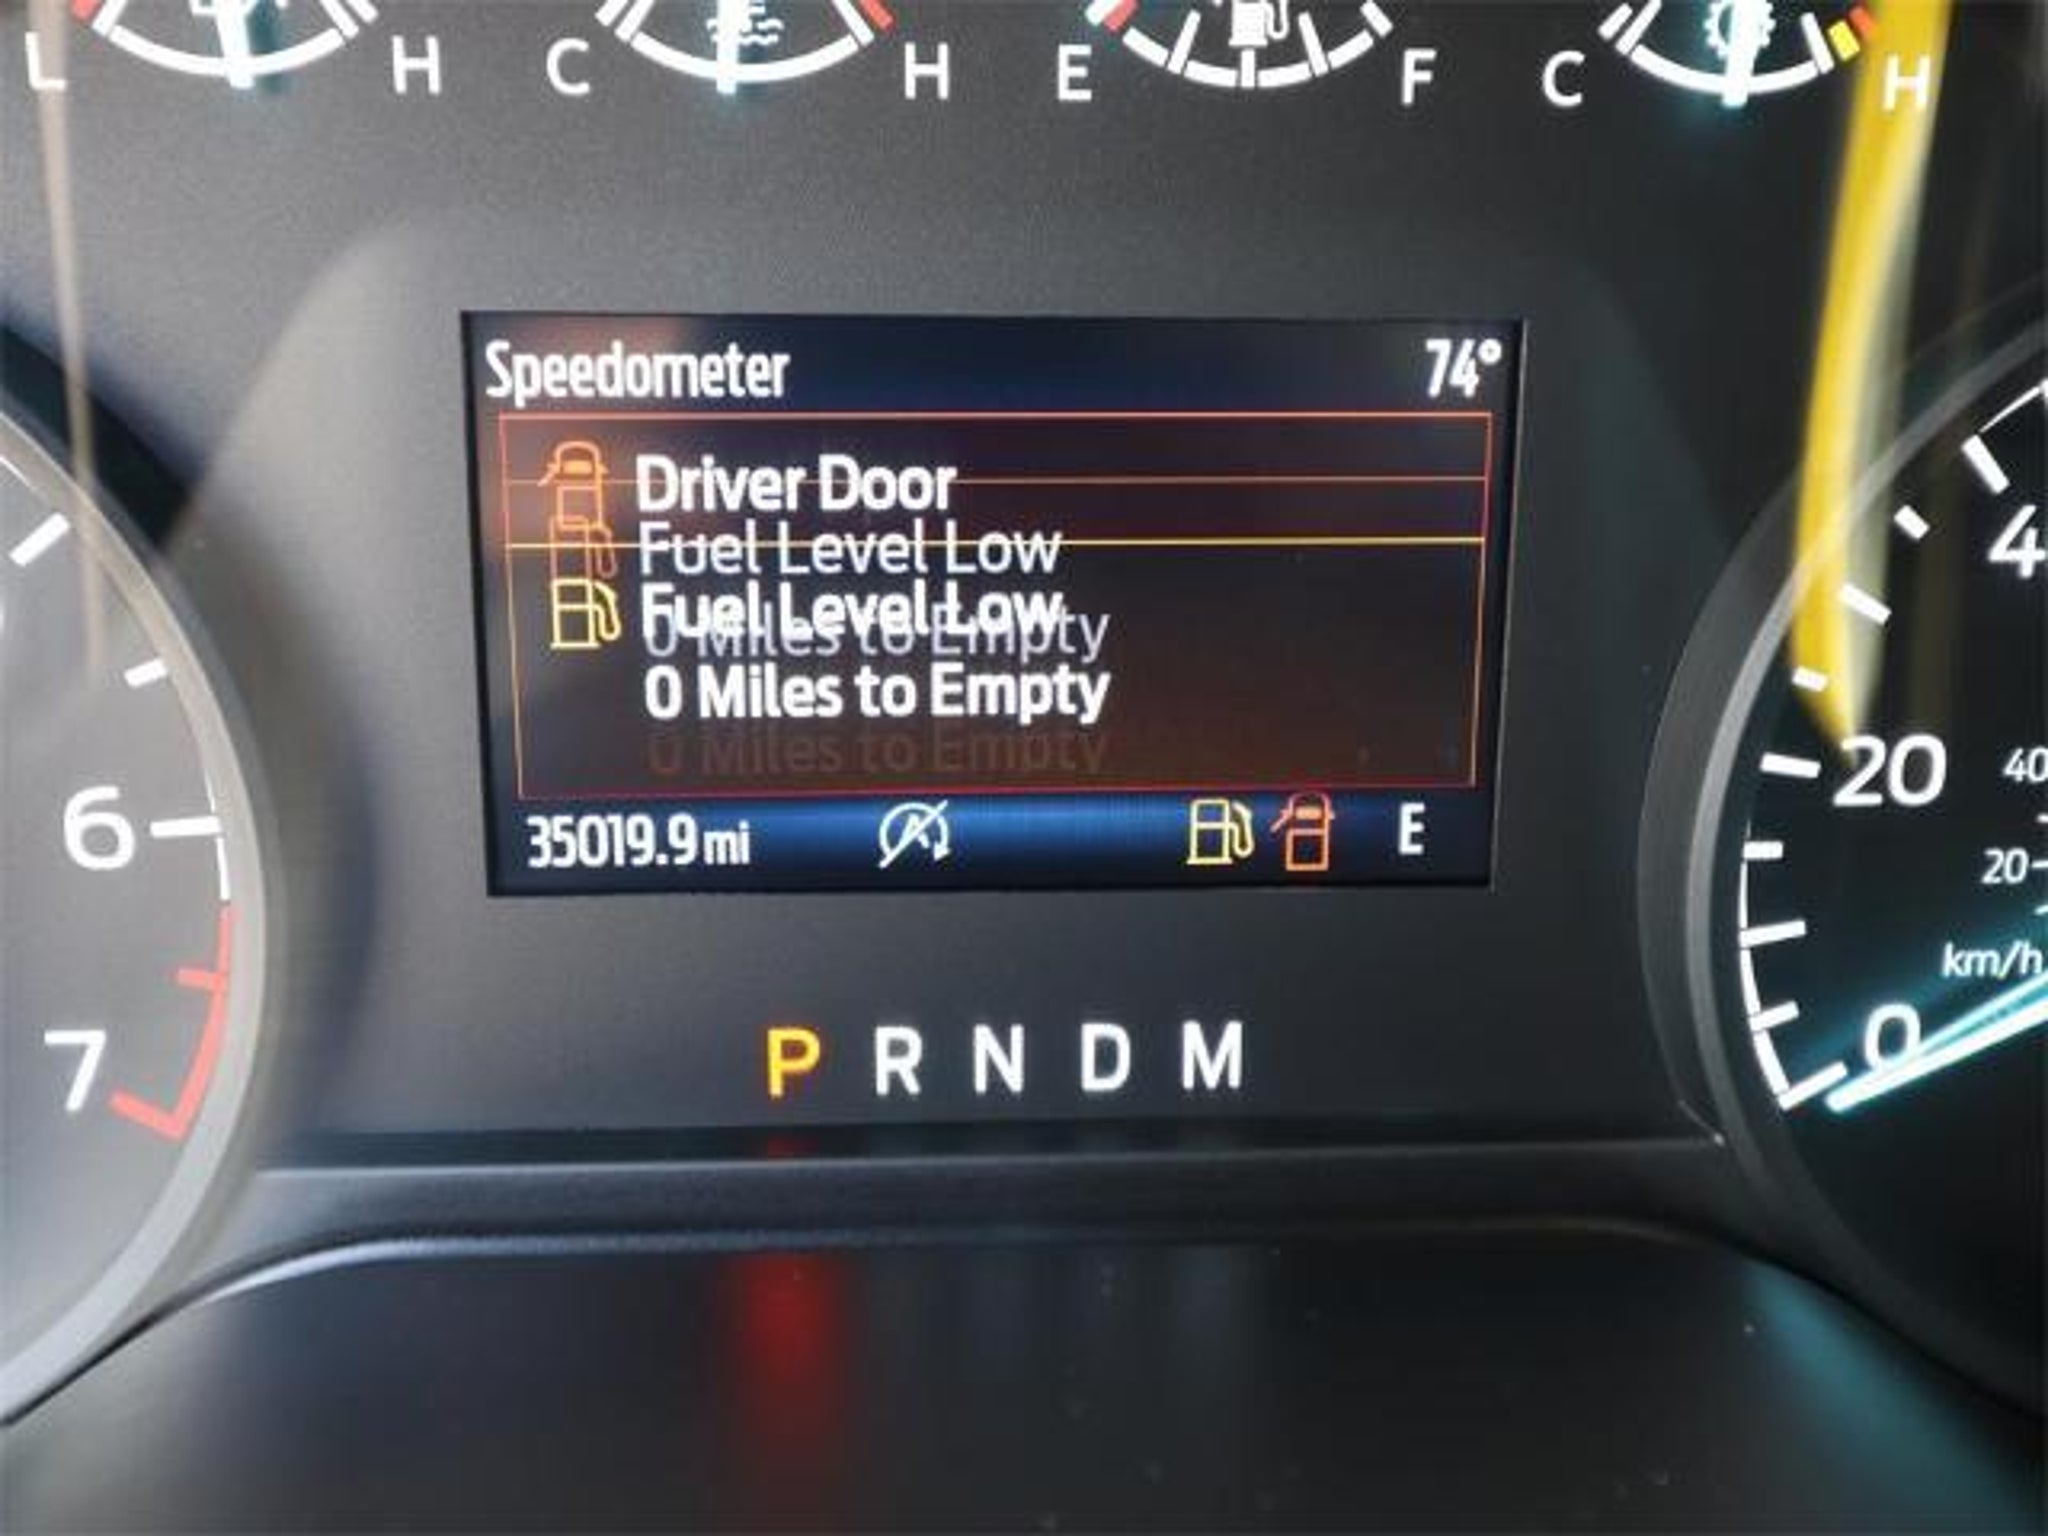 L H C H E F C H
Speedometer 74°
Driver Door
Fuel Level Low
Fuel Level Low
0 Miles to Empty
0 Miles to Empty
0 Miles to Empty
35019.9 mi E
P R N D M
6
7
4
20
40
20
km/h
0